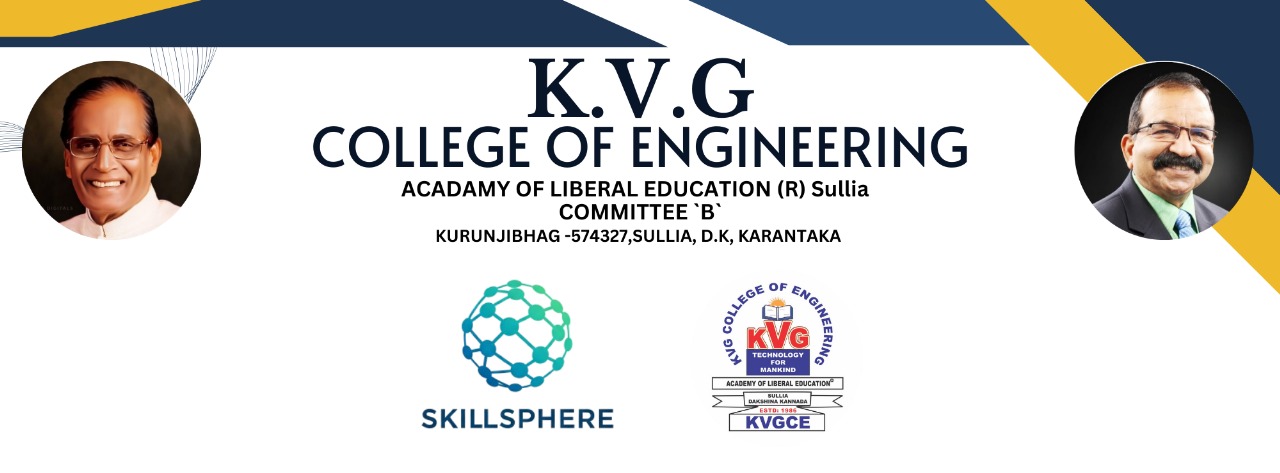 K.V.G
COLLEGE OF ENGINEERING
ACADAMY OF LIBERAL EDUCATION (R) Sullia
COMMITTEE `B`
KURUNJIBHAG -574327,SULLIA, D.K, KARANTAKA
SKILLSPHERE
KVG COLLEGE OF ENGINEERING
KVG
TECHNOLOGY
FOR
MANKIND
ACADEMY OF LIBERAL EDUCATION
SULLIA
DAKSHINA KANNADA
ESTD: 1986
KVGCE